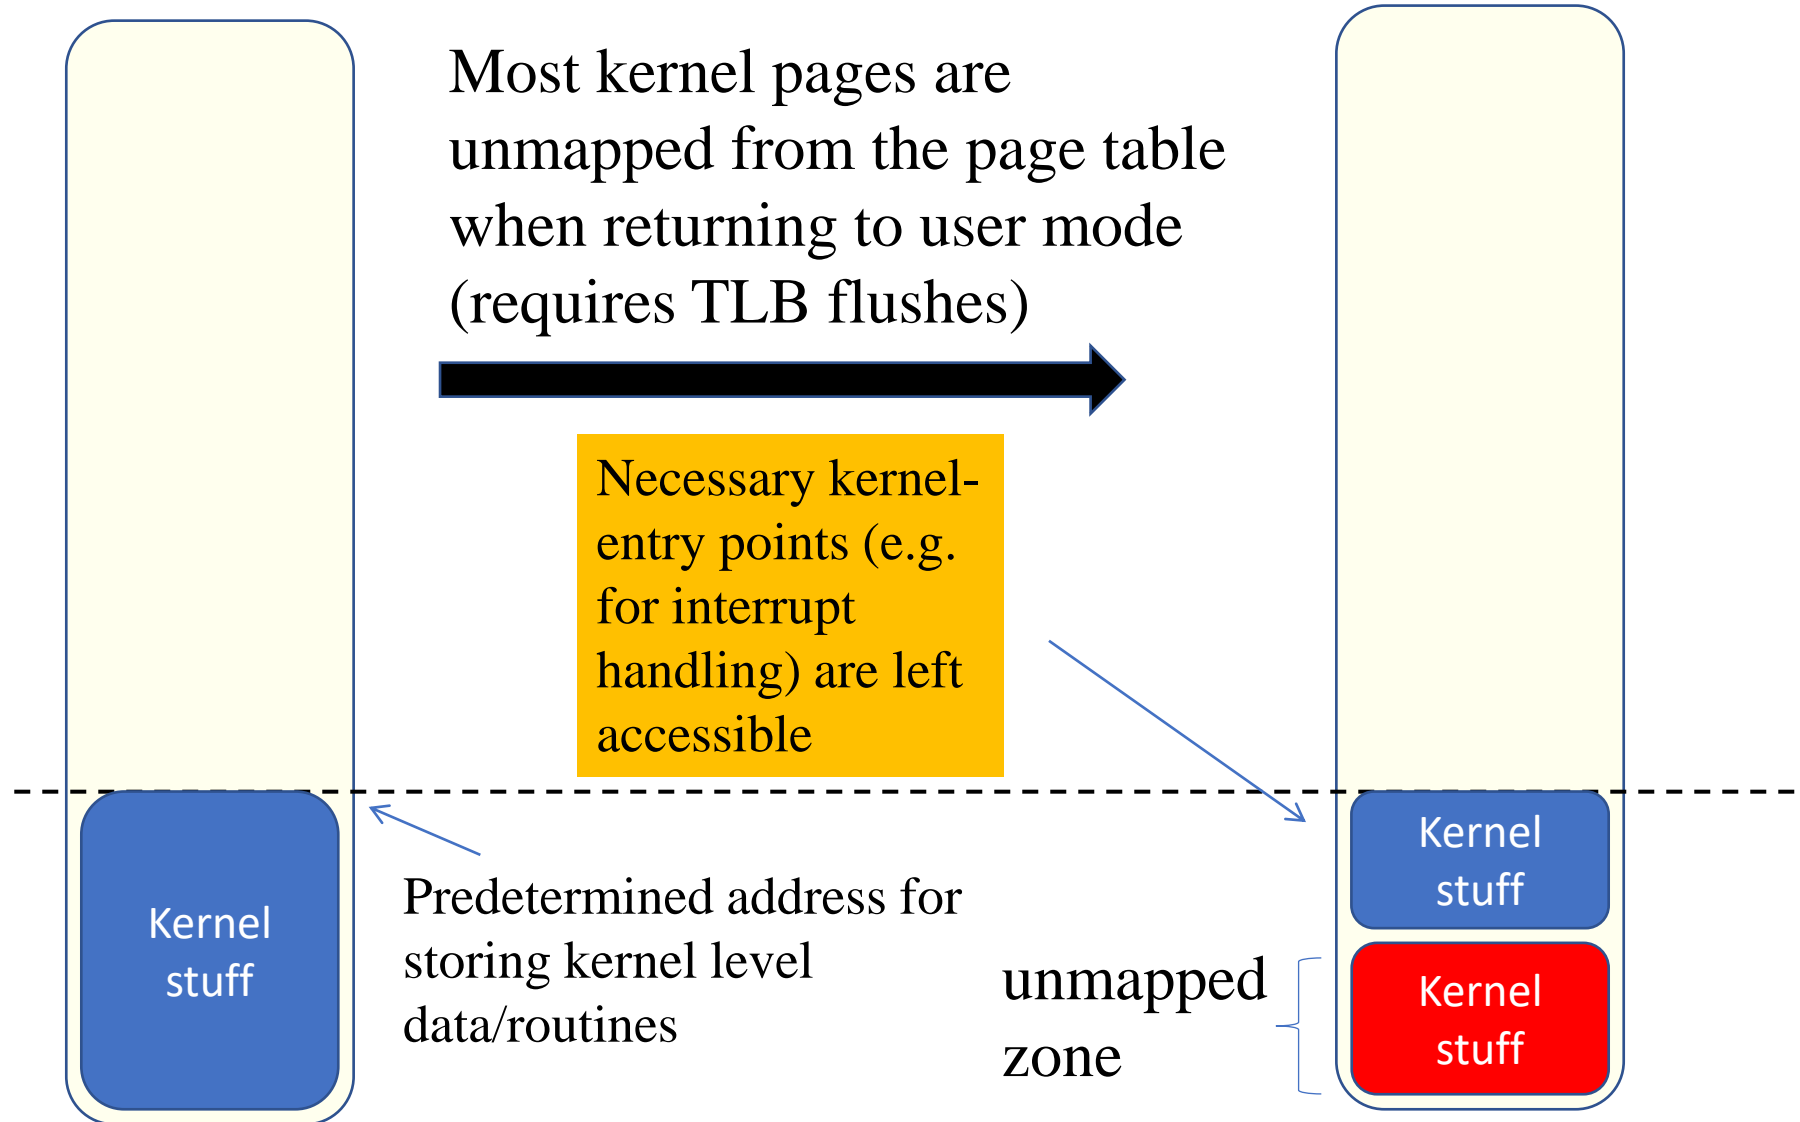 Most kernel pages are
unmapped from the page table
when returning to user mode
(requires TLB flushes)
Necessary kernel-
entry points (e.g.
for interrupt
handling) are left
accessible
Kernel
stuff
Predetermined address for
storing kernel level
data/routines
Kernel
stuff
unmapped
zone
Kernel
stuff